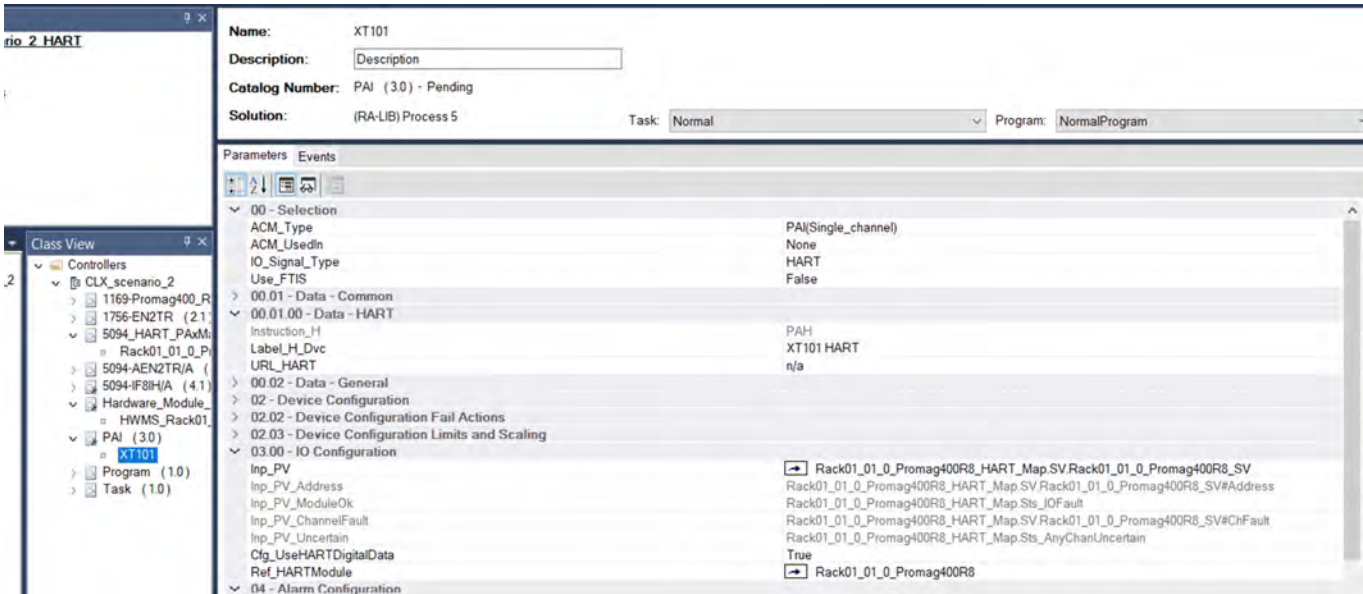 rio_2_HART
Name: XT101
Description: Description
Catalog Number: PAI (3.0) - Pending
Solution: (RA-LIB) Process 5 Task: Normal Program: NormalProgram
Parameters Events
00 - Selection
ACM_Type PAI(Single_channel)
ACM_UsedIn None
IO_Signal_Type HART
Use_FTIS False
00.01 - Data - Common
00.01.00 - Data - HART
Instruction_H PAH
Label_H_Dvc XT101 HART
URL_HART n/a
00.02 - Data - General
02 - Device Configuration
02.02 - Device Configuration Fail Actions
02.03 - Device Configuration Limits and Scaling
03.00 - IO Configuration
Inp_PV Rack01_01_0_Promag400R8_HART_Map.SV.Rack01_01_0_Promag400R8_SV
Inp_PV_Address Rack01_01_0_Promag400R8_HART_Map.SV.Rack01_01_0_Promag400R8_SV#Address
Inp_PV_ModuleOk Rack01_01_0_Promag400R8_HART_Map.Sts_IOFault
Inp_PV_ChannelFault Rack01_01_0_Promag400R8_HART_Map.SV.Rack01_01_0_Promag400R8_SV#ChFault
Inp_PV_Uncertain Rack01_01_0_Promag400R8_HART_Map.Sts_AnyChanUncertain
Cfg_UseHARTDigitalData True
Ref_HARTModule Rack01_01_0_Promag400R8
04 - Alarm Configuration
Class View
_2
Controllers
CLX_scenario_2
1169-Promag400_R
1756-EN2TR (2.1)
5094_HART_PAxM
Rack01_01_0_P
5094-AEN2TR/A (
5094-IF8IH/A (4.1)
Hardware_Module_
HWMS_Rack01_
PAI (3.0)
XT101
Program (1.0)
Task (1.0)